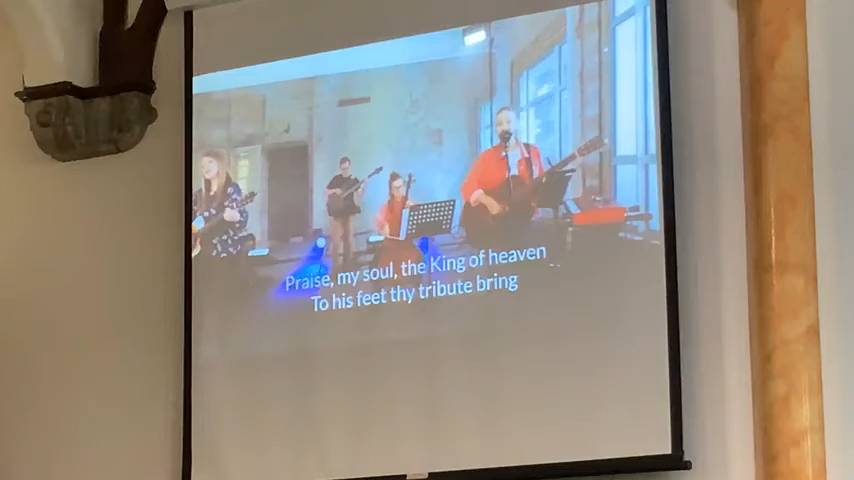 Praise, my soul, the King of heaven
To his feet thy tribute bring